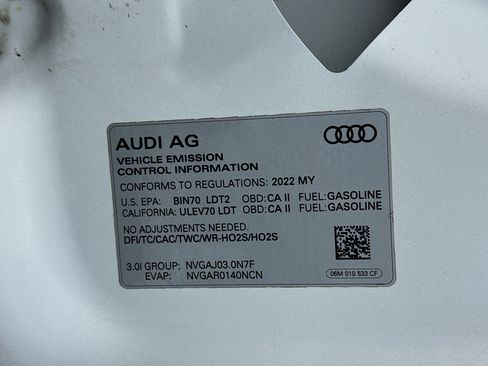 AUDI AG
VEHICLE EMISSION
CONTROL INFORMATION
CONFORMS TO REGULATIONS: 2022 MY
U.S. EPA: BIN70 LDT2 OBD:CA II FUEL:GASOLINE
CALIFORNIA: ULEV70 LDT OBD:CA II FUEL:GASOLINE
NO ADJUSTMENTS NEEDED.
DFI/TC/CAC/TWC/WR-HO2S/HO2S
3.0l GROUP: NVGAJ03.0N7F
EVAP: NVGAR0140NCN
06M 010 533 CF